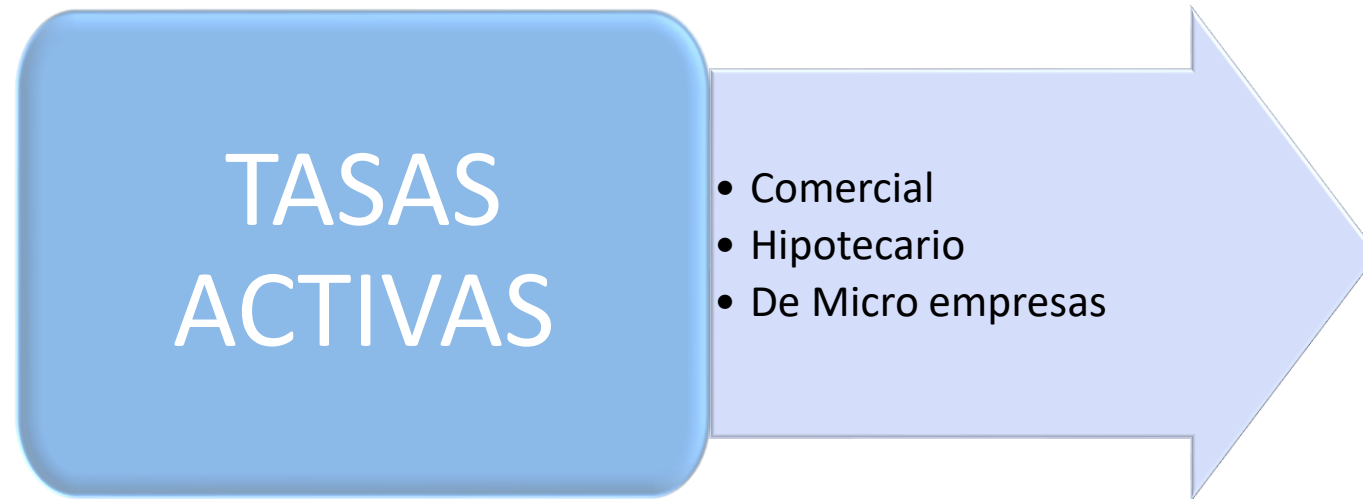 TASAS
ACTIVAS
• Comercial
• Hipotecario
• De Micro empresas